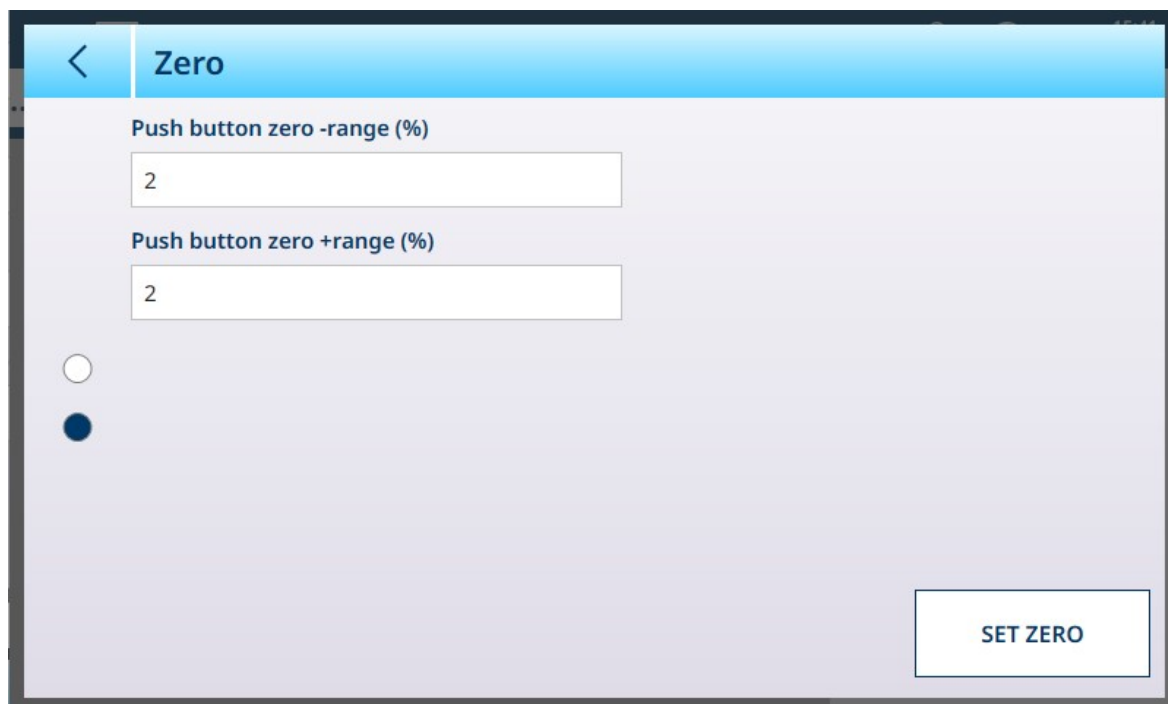 Zero
Push button zero -range (%)
2
Push button zero +range (%)
2
SET ZERO